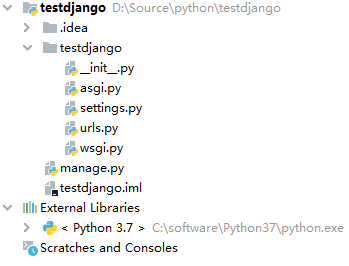 testdjango D:\Source\python\testdjango
.idea
testdjango
__init__.py
asgi.py
settings.py
urls.py
wsgi.py
manage.py
testdjango.iml
External Libraries
< Python 3.7 > C:\software\Python37\python.exe
Scratches and Consoles